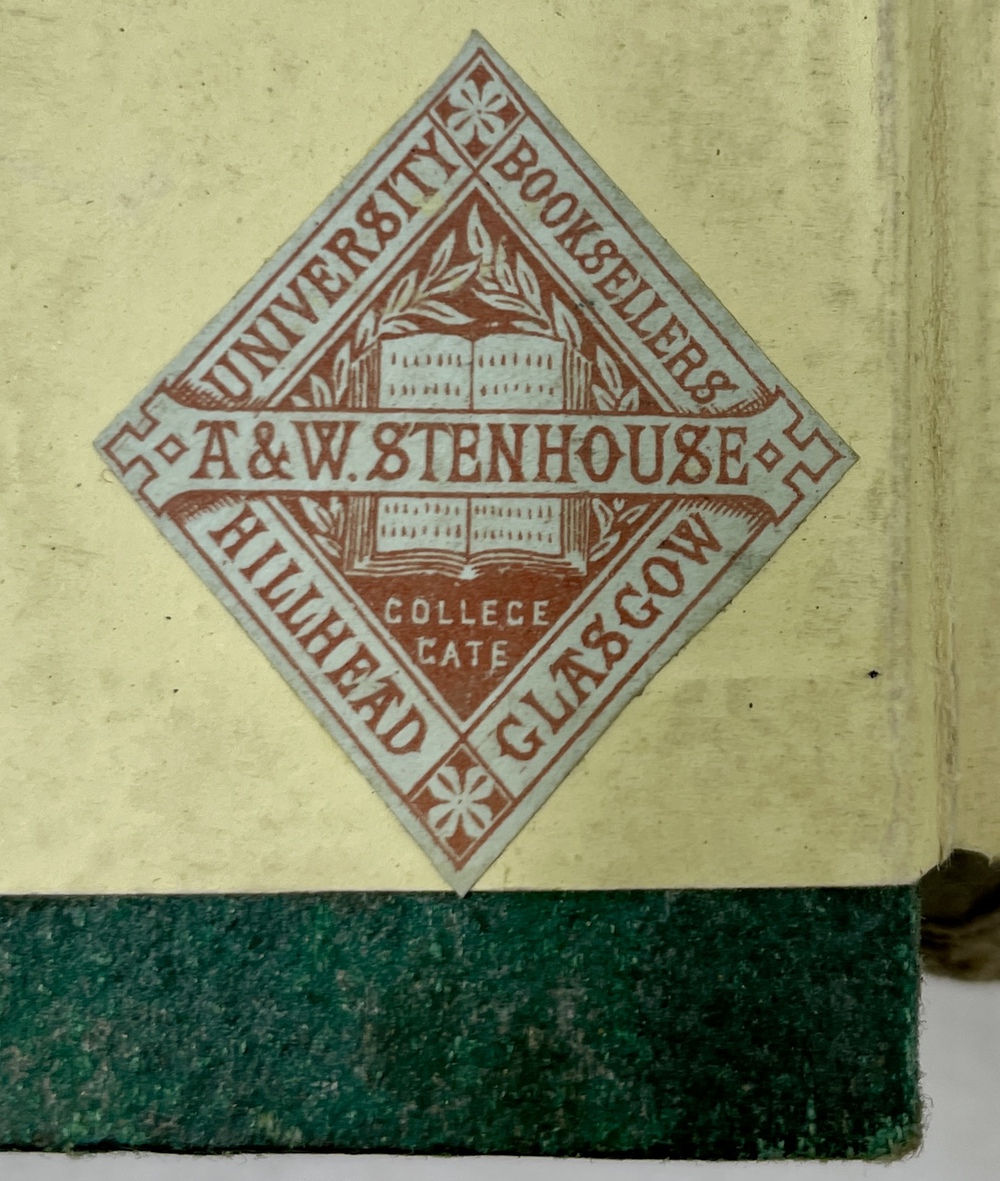 UNIVERSITY
BOOKSELLERS
A & W. STENHOUSE
COLLEGE
GATE
HILLHEAD
GLASGOW